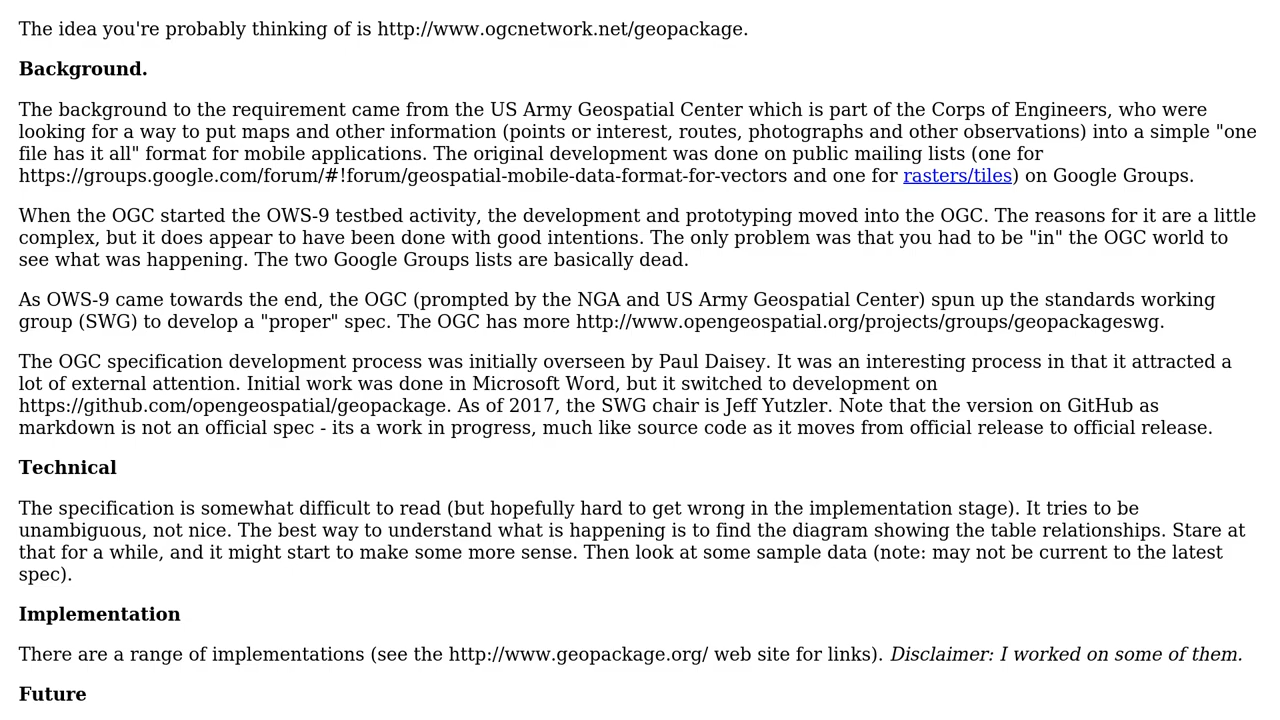 The idea you're probably thinking of is http://www.ogcnetwork.net/geopackage.
Background.
The background to the requirement came from the US Army Geospatial Center which is part of the Corps of Engineers, who were
looking for a way to put maps and other information (points or interest, routes, photographs and other observations) into a simple "one
file has it all" format for mobile applications. The original development was done on public mailing lists (one for
https://groups.google.com/forum/#!forum/geospatial-mobile-data-format-for-vectors and one for rasters/tiles) on Google Groups.
When the OGC started the OWS-9 testbed activity, the development and prototyping moved into the OGC. The reasons for it are a little
complex, but it does appear to have been done with good intentions. The only problem was that you had to be "in" the OGC world to
see what was happening. The two Google Groups lists are basically dead.
As OWS-9 came towards the end, the OGC (prompted by the NGA and US Army Geospatial Center) spun up the standards working
group (SWG) to develop a "proper" spec. The OGC has more http://www.opengeospatial.org/projects/groups/geopackageswg.
The OGC specification development process was initially overseen by Paul Daisey. It was an interesting process in that it attracted a
lot of external attention. Initial work was done in Microsoft Word, but it switched to development on
https://github.com/opengeospatial/geopackage. As of 2017, the SWG chair is Jeff Yutzler. Note that the version on GitHub as
markdown is not an official spec - its a work in progress, much like source code as it moves from official release to official release.
Technical
The specification is somewhat difficult to read (but hopefully hard to get wrong in the implementation stage). It tries to be
unambiguous, not nice. The best way to understand what is happening is to find the diagram showing the table relationships. Stare at
that for a while, and it might start to make some more sense. Then look at some sample data (note: may not be current to the latest
spec).
Implementation
There are a range of implementations (see the http://www.geopackage.org/ web site for links). Disclaimer: I worked on some of them.
Future